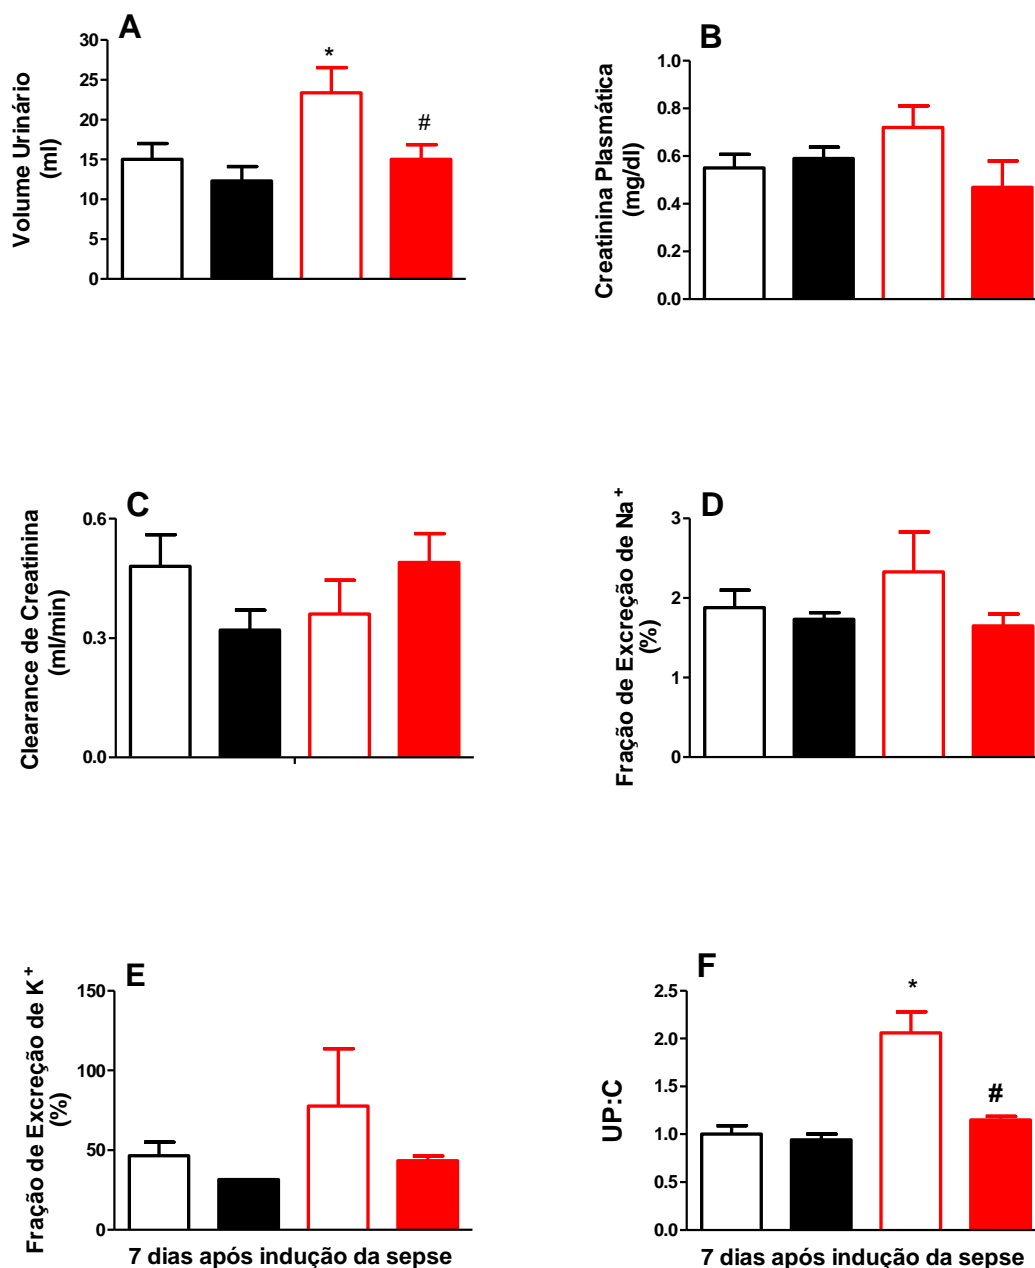 A
Volume Urinário
(ml)
30
25
20
15
10
5
0
*
#
B
Creatinina Plasmática
(mg/dl)
1.0
0.8
0.6
0.4
0.2
0.0
C
Clearance de Creatinina
(ml/min)
0.6
0.3
0.0
D
Fração de Excreção de Na+
(%)
3
2
1
0
E
Fração de Excreção de K+
(%)
150
100
50
0
7 dias após indução da sepse
F
UP:C
2.5
2.0
1.5
1.0
0.5
0.0
*
#
7 dias após indução da sepse